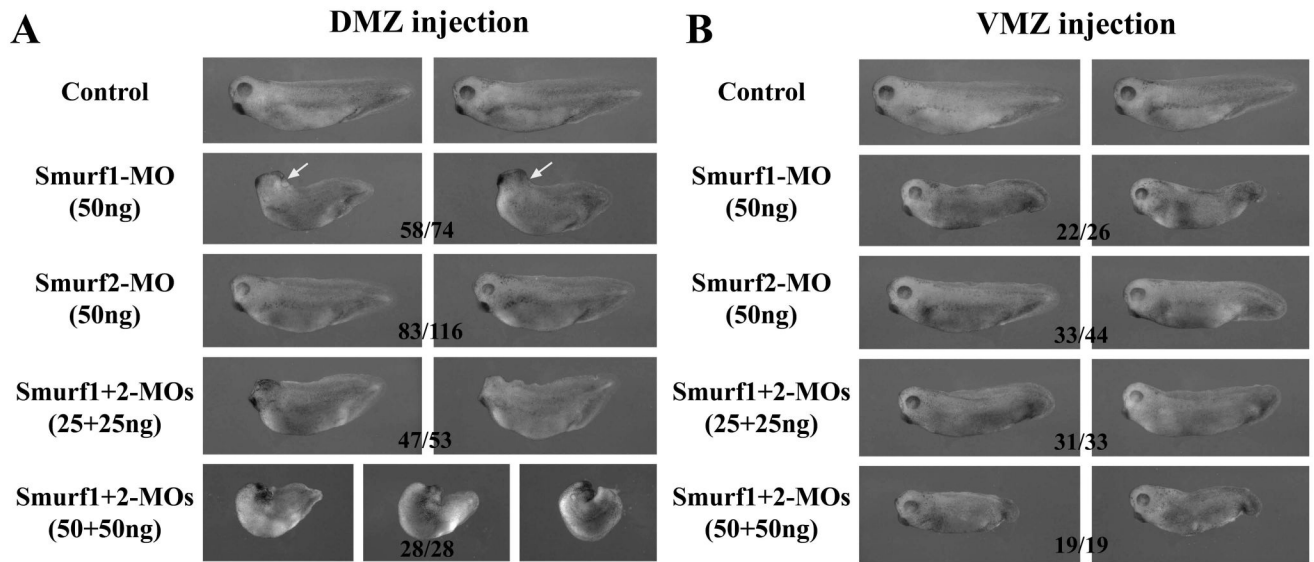 A
DMZ injection
Control
Smurf1-MO
(50ng)
58/74
Smurf2-MO
(50ng)
83/116
Smurf1+2-MOs
(25+25ng)
47/53
Smurf1+2-MOs
(50+50ng)
28/28
B
VMZ injection
Control
Smurf1-MO
(50ng)
22/26
Smurf2-MO
(50ng)
33/44
Smurf1+2-MOs
(25+25ng)
31/33
Smurf1+2-MOs
(50+50ng)
19/19